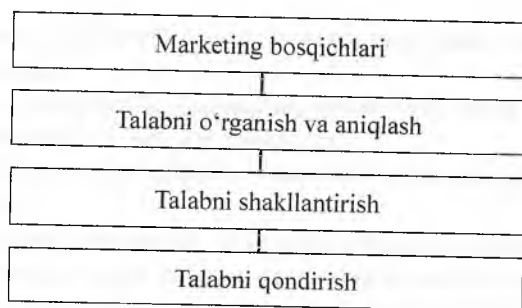 Marketing bosqichlari
Talabni o‘rganish va aniqlash
Talabni shakllantirish
Talabni qondirish